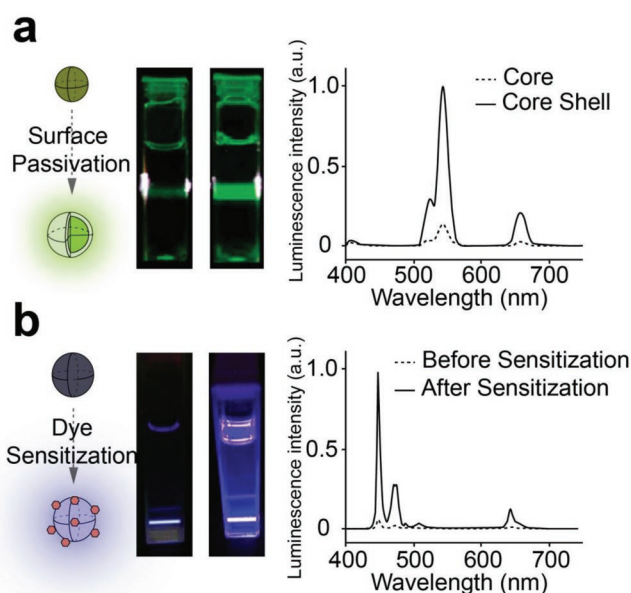 a
Surface
Passivation
Luminescence intensity (a.u.)
1.0
0.5
0
Core
Core Shell
400 500 600 700
Wavelength (nm)
b
Dye
Sensitization
Luminescence intensity (a.u.)
1.0
0.5
0
Before Sensitization
After Sensitization
400 500 600 700
Wavelength (nm)